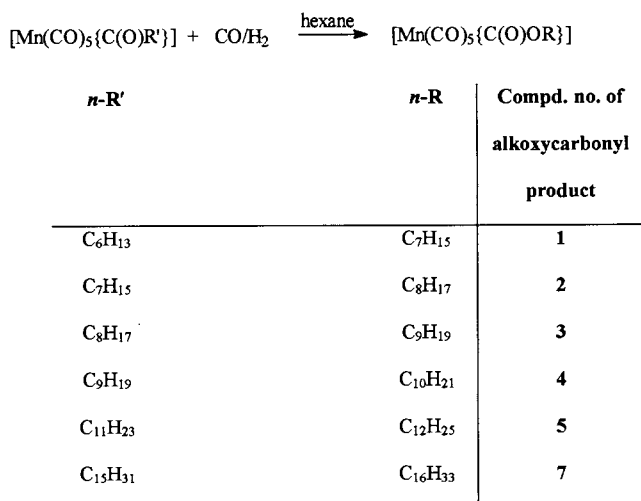 [Mn(CO)₅{C(O)R'}] + CO/H₂ hexane [Mn(CO)₅{C(O)OR}]
n-R' n-R Compd. no. of
alkoxycarbonyl
product
C₆H₁₃ C₇H₁₅ 1
C₇H₁₅ C₈H₁₇ 2
C₈H₁₇ C₉H₁₉ 3
C₉H₁₉ C₁₀H₂₁ 4
C₁₁H₂₃ C₁₂H₂₅ 5
C₁₅H₃₁ C₁₆H₃₃ 7